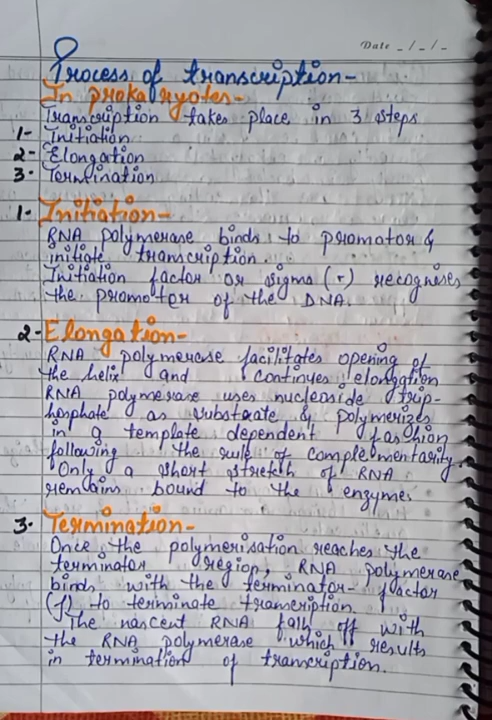 Date _/_/_
Process of transcription-
In prokaryotes-
Transcription takes place in 3 steps
1- Initiation
2- Elongation
3- Termination
1- Initiation-
RNA polymerase binds to promotor &
initiate transcription.
Initiation factor or sigma (σ) recognises
the promoter of the DNA.
2- Elongation-
RNA polymerase facilitates opening of
the helix and continues elongation
RNA polymerase uses nucleoside trip-
hosphate as substrate & polymerizes
in a template dependent fashion
following the rule of complementarity.
Only a short stretch of RNA
remains bound to the enzyme.
3- Termination-
Once the polymerisation reaches the
terminator region, RNA polymerase
binds with the terminator- factor
(ƒ) to terminate transcription.
The nascent RNA falls off with
the RNA polymerase which results
in termination of transcription.